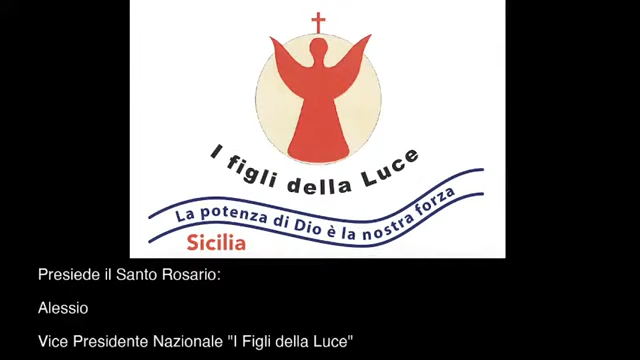 I figli della Luce
La potenza di Dio è la nostra forza
Sicilia
Presiede il Santo Rosario:
Alessio
Vice Presidente Nazionale "I Figli della Luce"